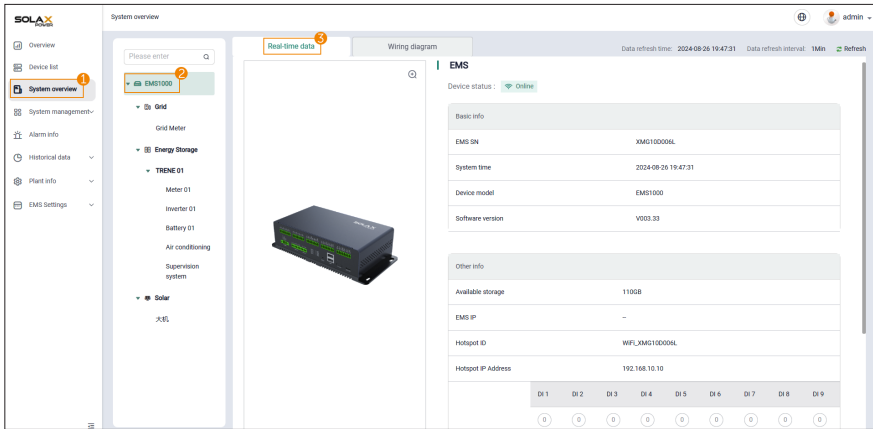 SOLAX
POWER
System overview
admin
Overview
Device list
System overview
1
System management
Alarm info
Historical data
Plant info
EMS Settings
Please enter
2
EMS1000
Grid
Grid Meter
Energy Storage
TRENE 01
Meter 01
Inverter 01
Battery 01
Air conditioning
Supervision
system
Solar
大机
Real-time data
3
Wiring diagram
Data refresh time: 2024-08-26 19:47:31 Data refresh interval: 1Min Refresh
EMS
Device status : Online
Basic info
EMS SN XMG10D006L
System time 2024-08-26 19:47:31
Device model EMS1000
Software version V003.33
Other info
Available storage 110GB
EMS IP --
Hotspot ID WiFi_XMG10D006L
Hotspot IP Address 192.168.10.10
DI 1 DI 2 DI 3 DI 4 DI 5 DI 6 DI 7 DI 8 DI 9
0 0 0 0 0 0 0 0 0
SOLAX